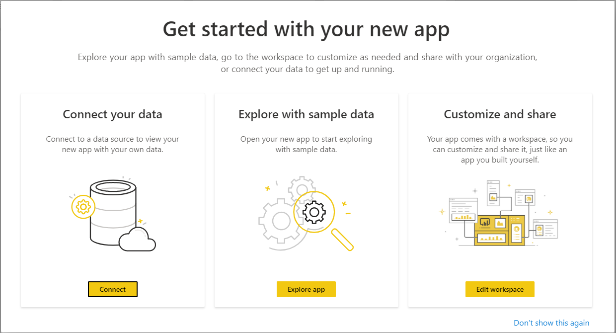 Get started with your new app
Explore your app with sample data, go to the workspace to customize as needed and share with your organization,
or connect your data to get up and running.
Connect your data
Connect to a data source to view your
new app with your own data.
Connect
Explore with sample data
Open your new app to start exploring
with sample data.
Explore app
Customize and share
Your app comes with a workspace, so you
can customize and share it, just like an
app you built yourself.
Edit workspace
Don't show this again